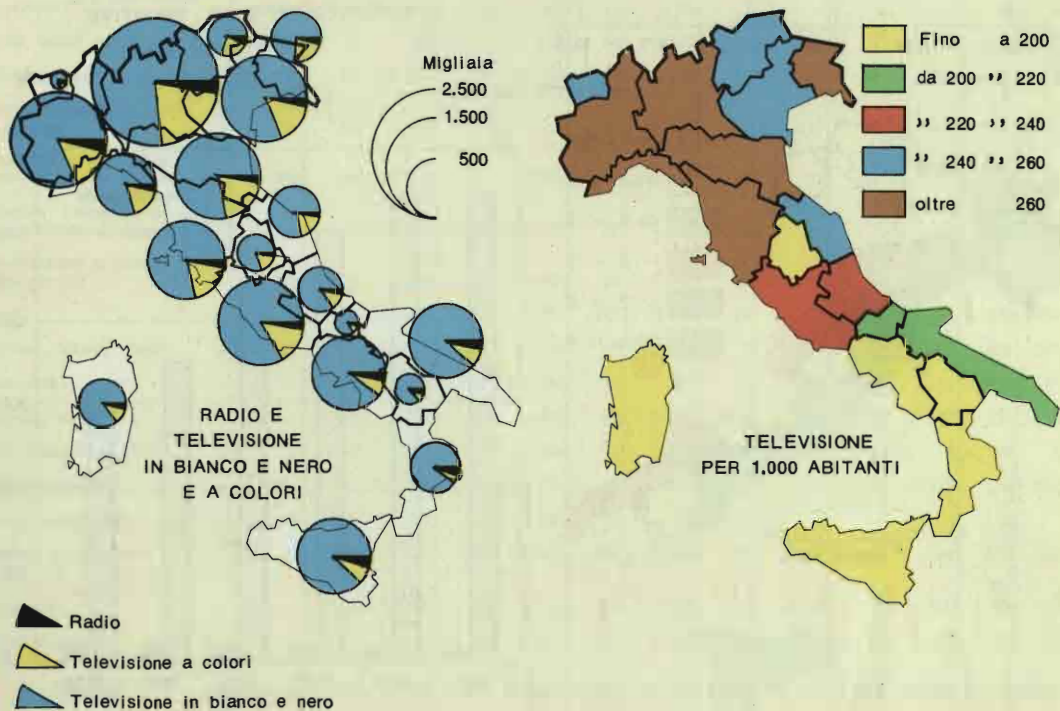 Migliaia
2.500
1.500
500
RADIO E
TELEVISIONE
IN BIANCO E NERO
E A COLORI
Radio
Televisione a colori
Televisione in bianco e nero
Fino a 200
da 200 ,, 220
,, 220 ,, 240
,, 240 ,, 260
oltre 260
TELEVISIONE
PER 1.000 ABITANTI